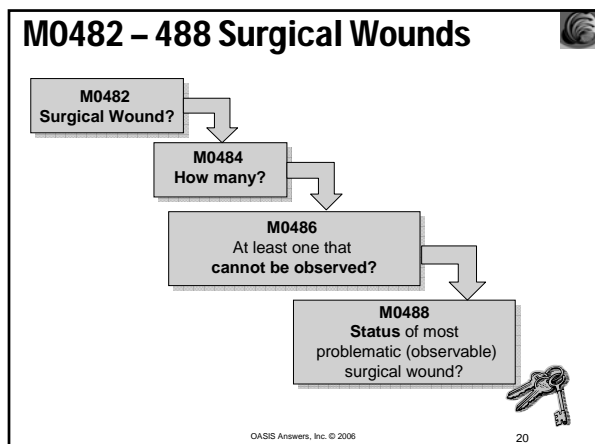 M0482 – 488 Surgical Wounds
M0482
Surgical Wound?
M0484
How many?
M0486
At least one that
cannot be observed?
M0488
Status of most
problematic (observable)
surgical wound?
OASIS Answers, Inc. © 2006
20